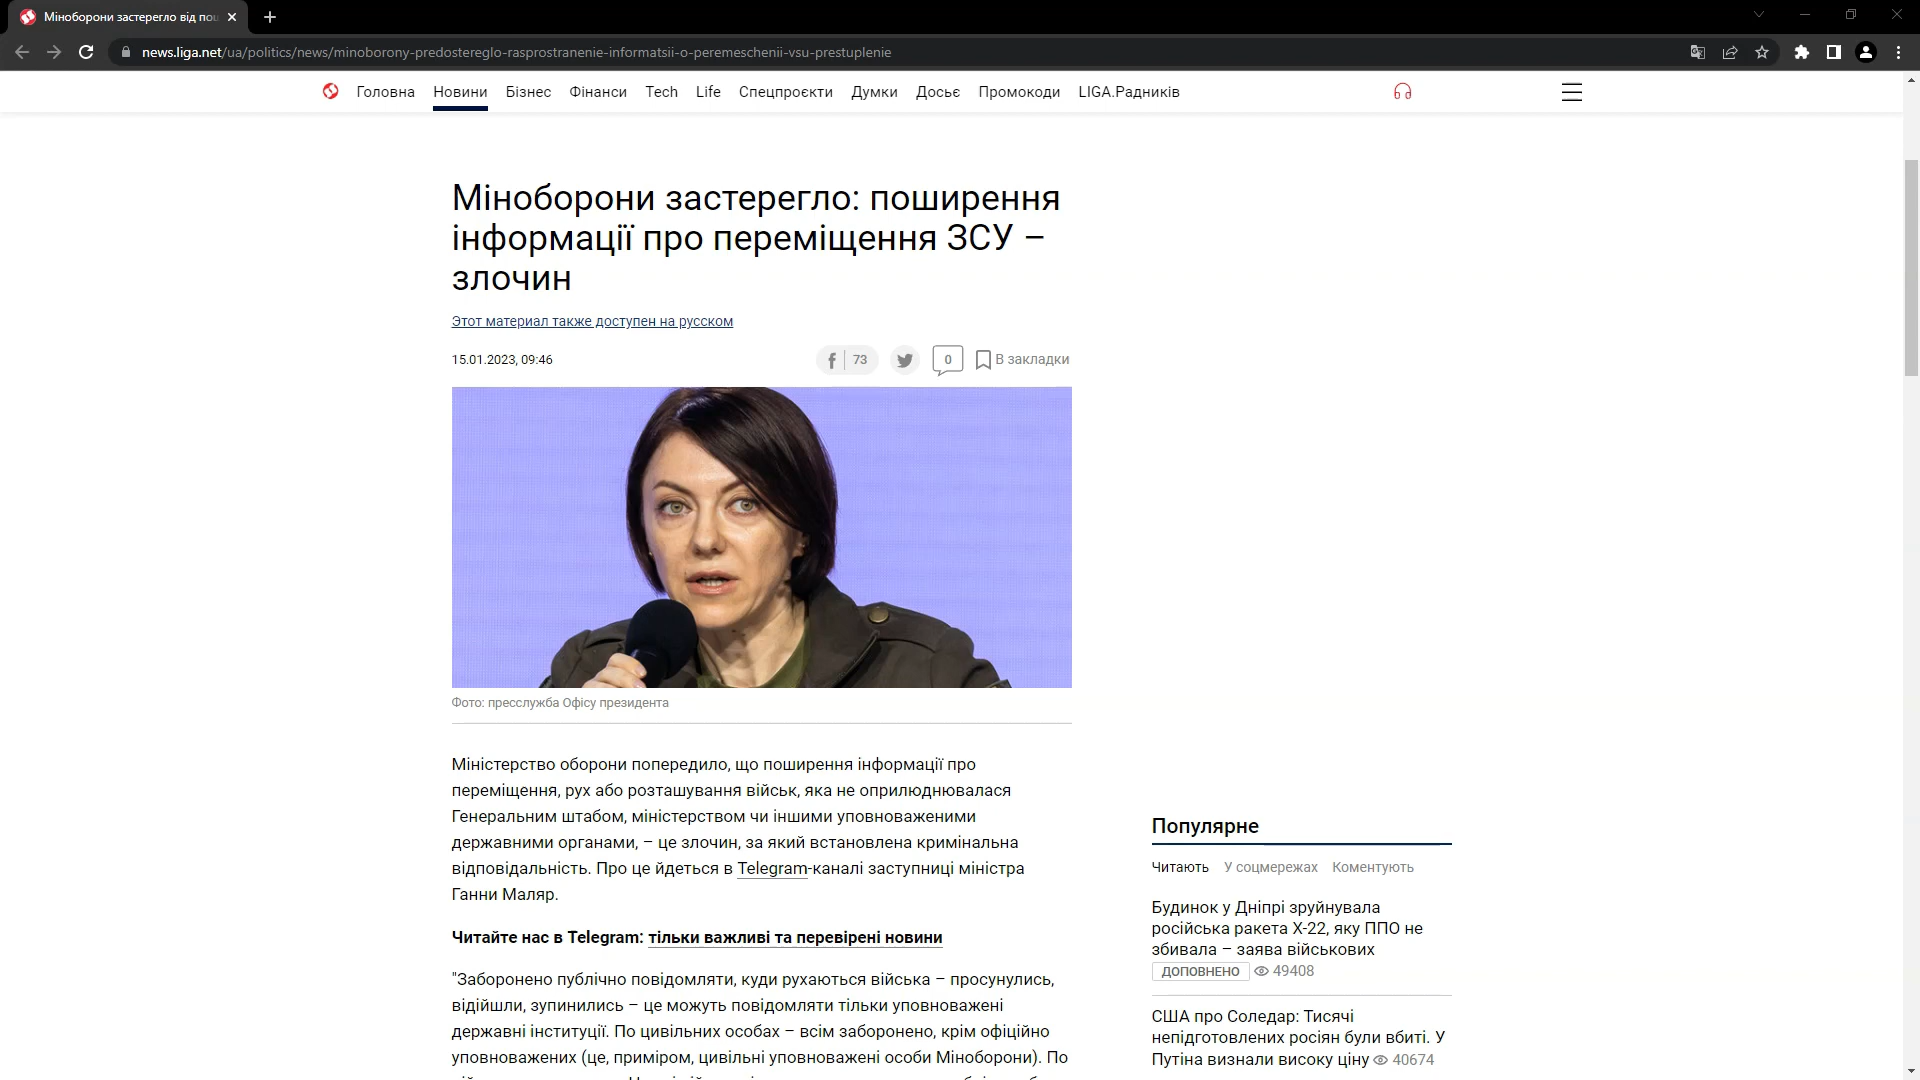 Міноборони застерегло від пош
news.liga.net/ua/politics/news/minoborony-predostereglo-rasprostranenie-informatsii-o-peremeschenii-vsu-prestuplenie
Головна Новини Бізнес Фінанси Tech Life Спецпроєкти Думки Досьє Промокоди LIGA.Радників
Міноборони застерегло: поширення
інформації про переміщення ЗСУ –
злочин
Этот материал также доступен на русском
15.01.2023, 09:46
73
0
В закладки
Фото: пресслужба Офісу президента
Міністерство оборони попередило, що поширення інформації про
переміщення, рух або розташування військ, яка не оприлюднювалася
Генеральним штабом, міністерством чи іншими уповноваженими
державними органами, – це злочин, за який встановлена кримінальна
відповідальність. Про це йдеться в Telegram-каналі заступниці міністра
Ганни Маляр.
Читайте нас в Telegram: тільки важливі та перевірені новини
"Заборонено публічно повідомляти, куди рухаються війська – просунулись,
відійшли, зупинились – це можуть повідомляти тільки уповноважені
державні інституції. По цивільних особах – всім заборонено, крім офіційно
уповноважених (це, приміром, цивільні уповноважені особи Міноборони). По
Популярне
Читають У соцмережах Коментують
Будинок у Дніпрі зруйнувала
російська ракета Х-22, яку ППО не
збивала – заява військових
ДОПОВНЕНО 49408
США про Соледар: Тисячі
непідготовлених росіян були вбиті. У
Путіна визнали високу ціну 40674